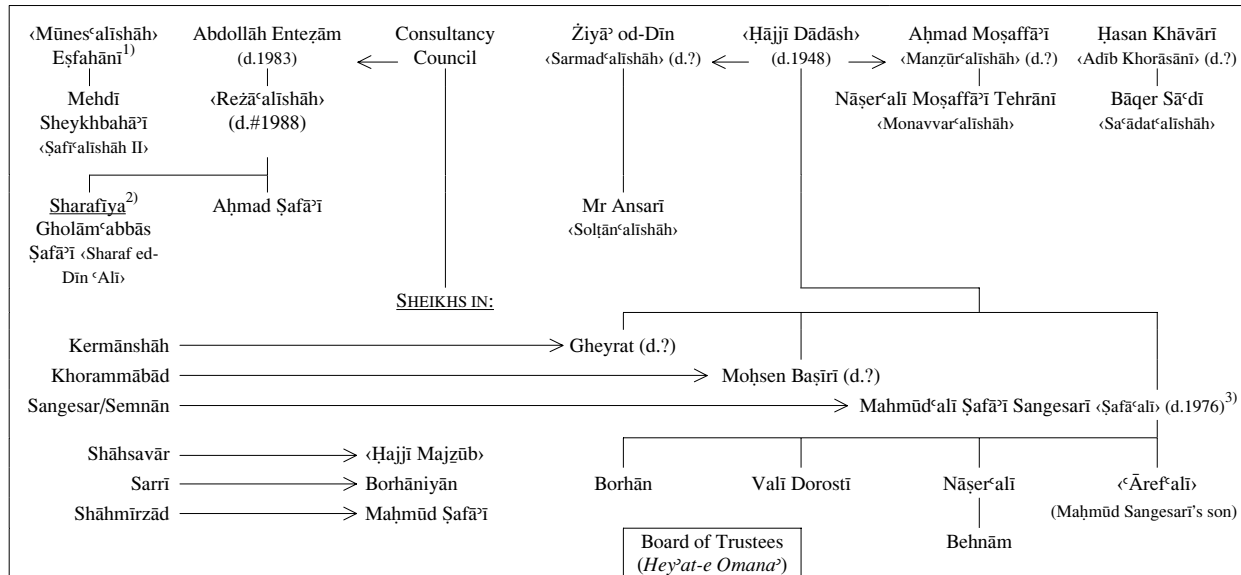 ‹Mūnesʿalīshāh›
Eṣfahānī1)
Mehdī
Sheykhbahāʾī
‹Ṣafīʿalīshāh II›
Abdollāh Enteẓām
(d.1983)
‹Reżāʿalīshāh›
(d.#1988)
Consultancy
Council
Żiyāʾ od-Dīn
‹Sarmadʿalīshāh› (d.?)
‹Ḥājjī Dādāsh›
(d.1948)
Aḥmad Moṣaffāʾī
‹Manẓūrʿalīshāh› (d.?)
Nāṣerʿalī Moṣaffāʾī Tehrānī
‹Monavvarʿalīshāh›
Ḥasan Khāvārī
‹Adīb Khorāsānī› (d.?)
Bāqer Sāʿdī
‹Saʿādatʿalīshāh›
Sharafīya2)
Gholāmʿabbās
Ṣafāʾī ‹Sharaf ed-
Dīn ʿAlī›
Aḥmad Ṣafāʾī
Mr Ansarī
‹Solṭānʿalīshāh›
SHEIKHS IN:
Kermānshāh
Gheyrat (d.?)
Khorammābād
Moḥsen Baṣīrī (d.?)
Sangesar/Semnān
Mahmūdʿalī Ṣafāʾī Sangesarī ‹Ṣafāʿalī› (d.1976)3)
Shāhsavār
‹Ḥajjī Majẕūb›
Sarrī
Borhāniyān
Shāhmīrzād
Maḥmūd Ṣafāʾī
Borhān
Valī Dorostī
Nāṣerʿalī
‹ʿĀrefʿalī›
(Maḥmūd Sangesarī's son)
Behnām
Board of Trustees
(Heyʾat-e Omanaʾ)